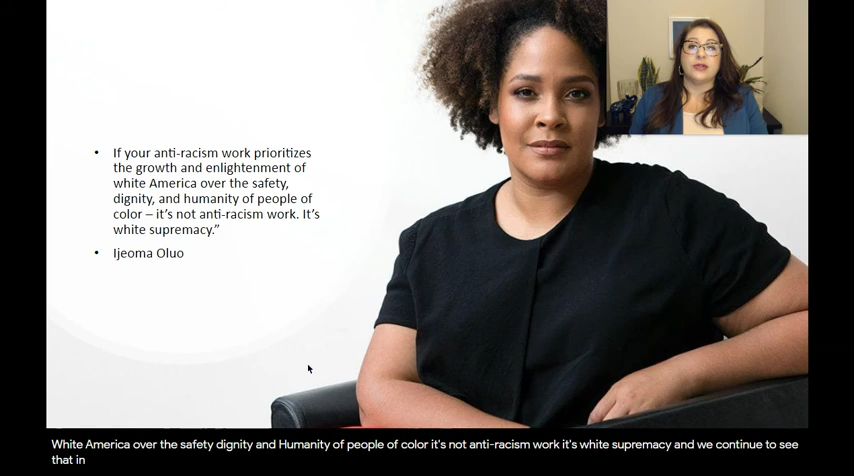 • If your anti-racism work prioritizes
the growth and enlightenment of
white America over the safety,
dignity, and humanity of people of
color – it’s not anti-racism work. It’s
white supremacy.”
• Ijeoma Oluo
White America over the safety dignity and Humanity of people of color it's not anti-racism work it's white supremacy and we continue to see
that in